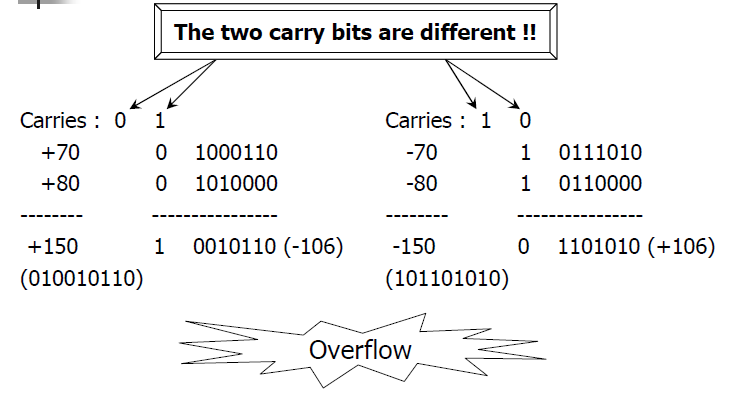 The two carry bits are different !!
Carries : 0 1
+70 0 1000110
+80 0 1010000
-------- ----------------
+150 1 0010110 (-106)
(010010110)
Carries : 1 0
-70 1 0111010
-80 1 0110000
-------- ----------------
-150 0 1101010 (+106)
(101101010)
Overflow